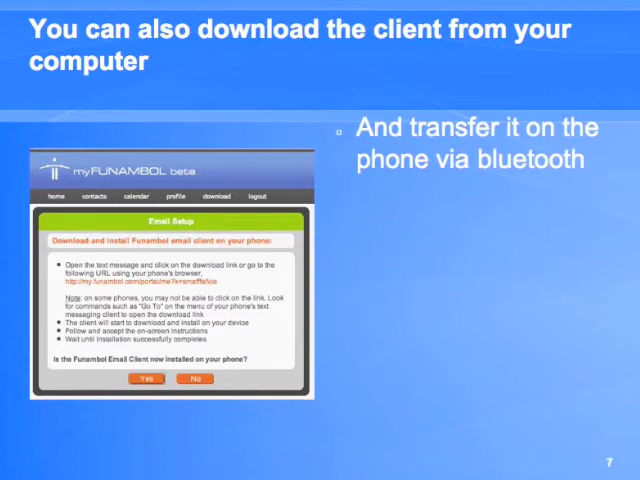 You can also download the client from your
computer
And transfer it on the
phone via bluetooth
myFUNAMBOL beta
home contacts calendar profile download logout
Email Setup
Download and install Funambol email client on your phone:
Open the text message and click on the download link or go to the
following URL using your phone's browser,
Note: on some phones, you may not be able to click on the link. Look
for commands such as "Go To" on the menu of your phone's text
messaging client to open the download link
The client will start to download and install on your device
Follow and accept the on-screen instructions
Wait until installation successfully completes
Is the Funambol Email Client now installed on your phone?
Yes No
7